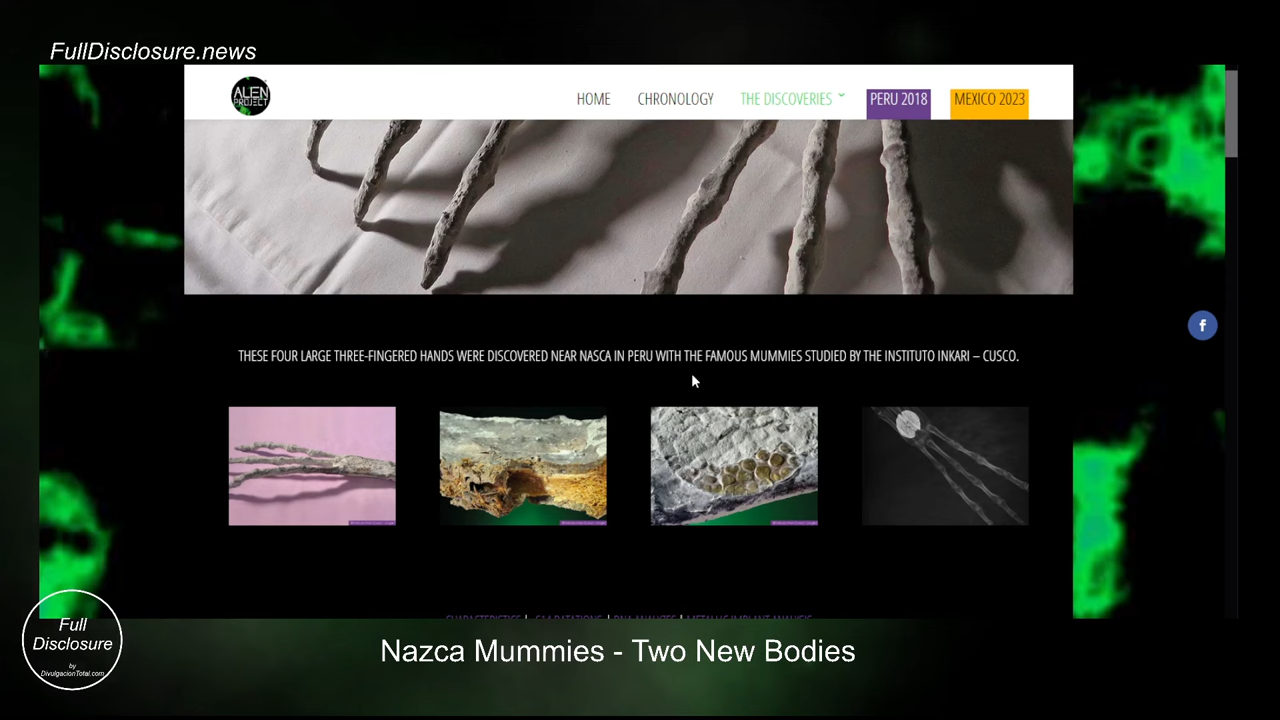 FullDisclosure.news
ALIEN
PROJECT
HOME CHRONOLOGY THE DISCOVERIES PERU 2018 MEXICO 2023
THESE FOUR LARGE THREE-FINGERED HANDS WERE DISCOVERED NEAR NASCA IN PERU WITH THE FAMOUS MUMMIES STUDIED BY THE INSTITUTO INKARI – CUSCO.
f
Full
Disclosure
by
DivulgacionTotal.com
Nazca Mummies - Two New Bodies